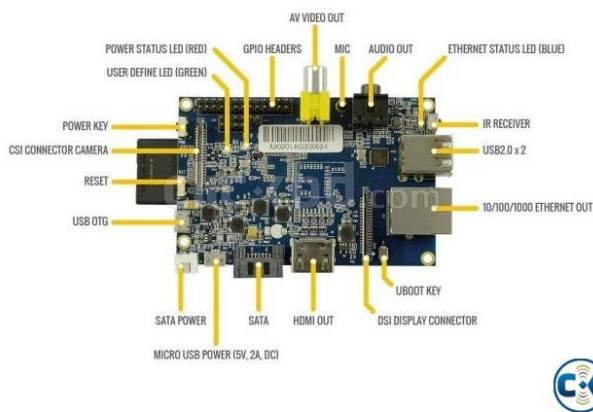 AV VIDEO OUT
POWER STATUS LED (RED)
GPIO HEADERS
MIC
AUDIO OUT
ETHERNET STATUS LED (BLUE)
USER DEFINE LED (GREEN)
POWER KEY
IR RECEIVER
CSI CONNECTOR CAMERA
USB2.0 x 2
RESET
10/100/1000 ETHERNET OUT
USB OTG
UBOOT KEY
SATA POWER
SATA
HDMI OUT
DSI DISPLAY CONNECTOR
MICRO USB POWER (5V, 2A, DC)